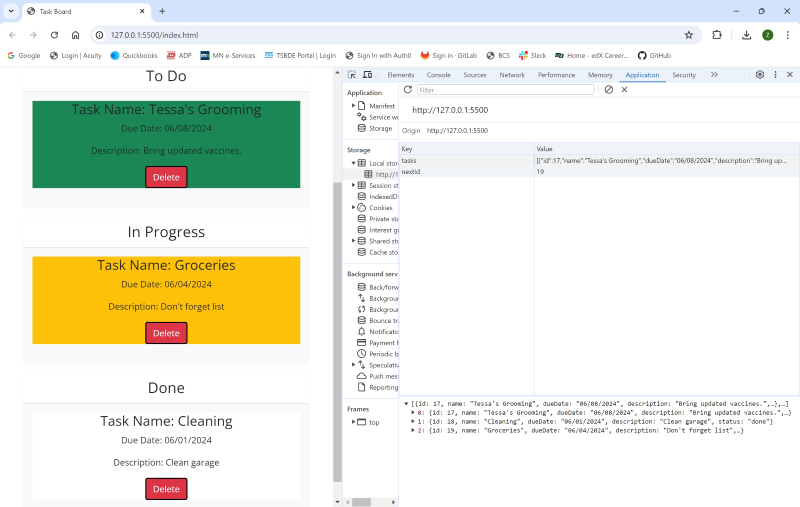 Task Board
127.0.0.1:5500/index.html
Z
Google
Login | Acuity
Quickbooks
ADP
MN e-Services
TSBDE Portal | Login
Sign In with Auth0
Sign in · GitLab
BCS
Slack
Home - edX Career...
GitHub
To Do
Task Name: Tessa's Grooming
Due Date: 06/08/2024
Description: Bring updated vaccines.
Delete
In Progress
Task Name: Groceries
Due Date: 06/04/2024
Description: Don't forget list
Delete
Done
Task Name: Cleaning
Due Date: 06/01/2024
Description: Clean garage
Delete
Elements
Console
Sources
Network
Performance
Memory
Application
Security
Application
Manifest
Service w
Storage
Storage
Local stor
http://1
Session st
IndexedD
Cookies
Private sta
Interest g
Shared sto
Cache sto
Background serv
Back/forw
Backgrou
Backgrou
Bounce tra
Notificatio
Payment h
Periodic b
Speculativ
Push mess
Reporting
Frames
top
Filter
http://127.0.0.1:5500
Origin http://127.0.0.1:5500
Key Value
tasks [{"id":17,"name":"Tessa's Grooming","dueDate":"06/08/2024","description":"Bring up...
nextId 19
[{id: 17, name: "Tessa's Grooming", dueDate: "06/08/2024", description: "Bring updated vaccines.",…},…]
0: {id: 17, name: "Tessa's Grooming", dueDate: "06/08/2024", description: "Bring updated vaccines.",…}
1: {id: 18, name: "Cleaning", dueDate: "06/01/2024", description: "Clean garage", status: "done"}
2: {id: 19, name: "Groceries", dueDate: "06/04/2024", description: "Don't forget list",…}